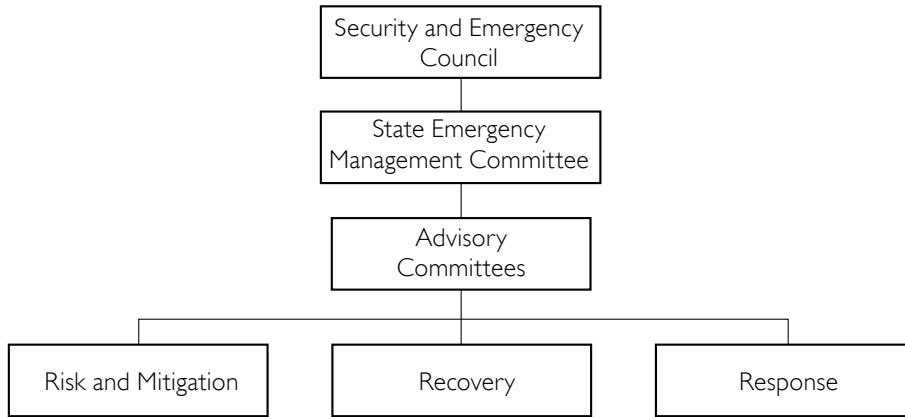 Security and Emergency
Council
State Emergency
Management Committee
Advisory
Committees
Risk and Mitigation
Recovery
Response